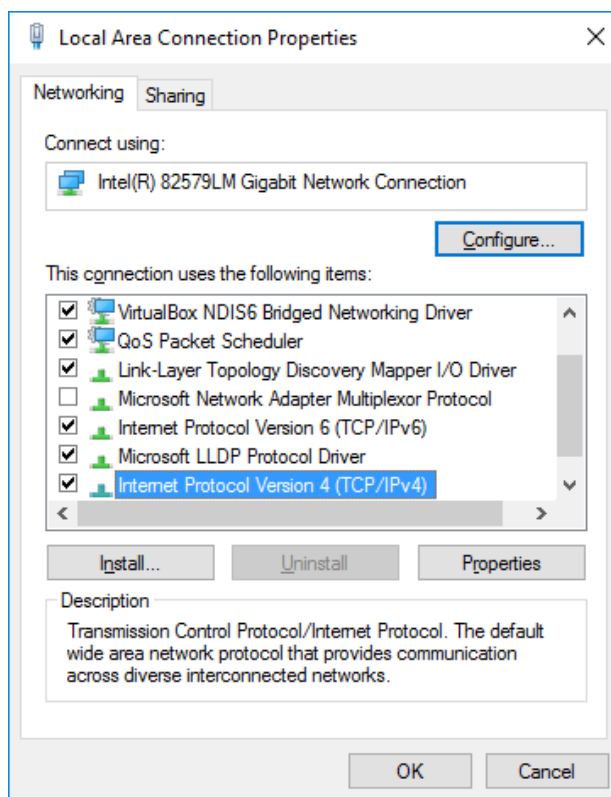 Local Area Connection Properties
Networking
Sharing
Connect using:
Intel(R) 82579LM Gigabit Network Connection
Configure...
This connection uses the following items:
VirtualBox NDIS6 Bridged Networking Driver
QoS Packet Scheduler
Link-Layer Topology Discovery Mapper I/O Driver
Microsoft Network Adapter Multiplexor Protocol
Internet Protocol Version 6 (TCP/IPv6)
Microsoft LLDP Protocol Driver
Internet Protocol Version 4 (TCP/IPv4)
Install...
Uninstall
Properties
Description
Transmission Control Protocol/Internet Protocol. The default
wide area network protocol that provides communication
across diverse interconnected networks.
OK
Cancel